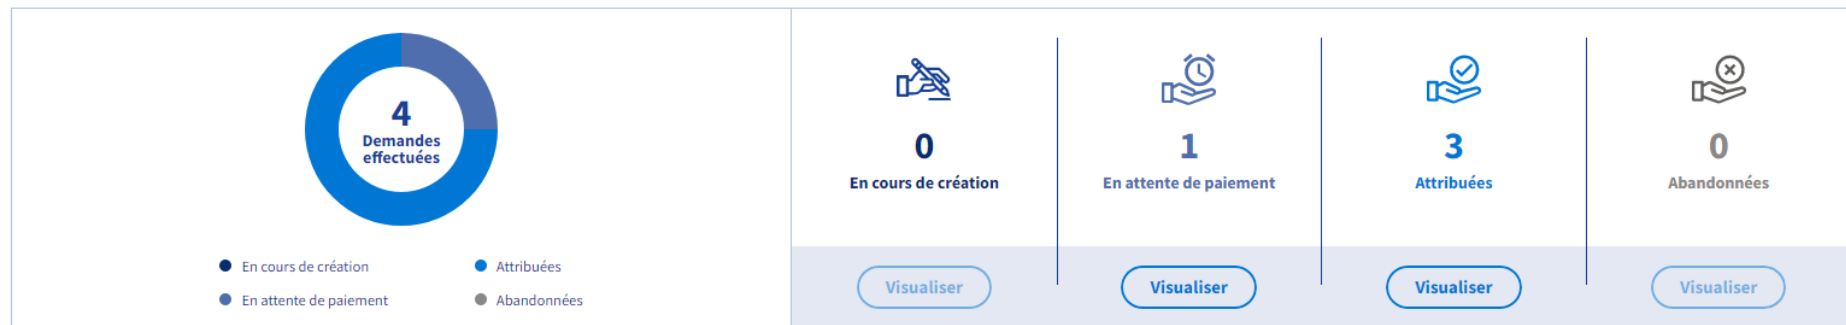 4
Demandes
effectuées
En cours de création
Attribuées
En attente de paiement
Abandonnées
0
En cours de création
Visualiser
1
En attente de paiement
Visualiser
3
Attribuées
Visualiser
0
Abandonnées
Visualiser